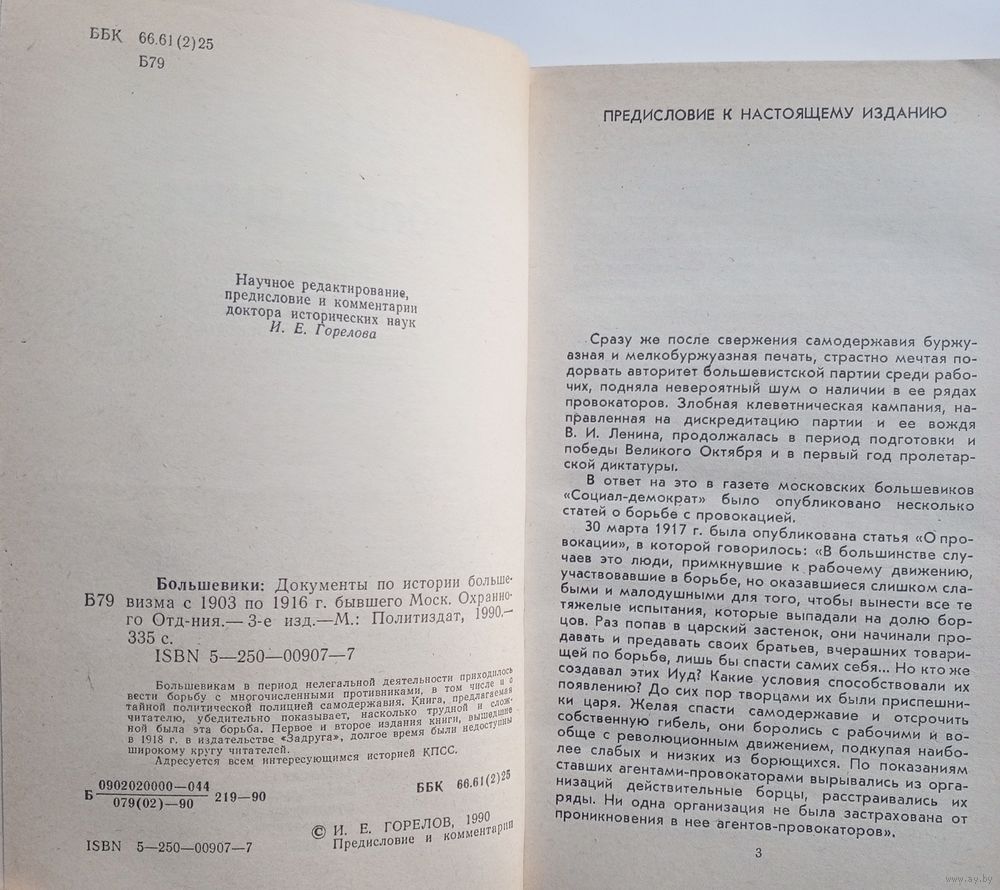 ББК 66.61(2)25
Б79
Научное редактирование,
предисловие и комментарии
доктора исторических наук
И. Е. Горелова
Большевики: Документы по истории больше-
Б79 визма с 1903 по 1916 г. бывшего Моск. Охранно-
го Отд-ния.— 3-е изд.—М.: Политиздат, 1990.—
335 с.
ISBN 5—250—00907—7
Большевикам в период нелегальной деятельности приходилось
вести борьбу с многочисленными противниками, в том числе и с
тайной политической полицией самодержавия. Книга, предлагаемая
читателю, убедительно показывает, насколько трудной и слож-
ной была эта борьба. Первое и второе издания книги, вышедшие
в 1918 г. в издательстве «Задруга», долгое время были недоступны
широкому кругу читателей.
Адресуется всем интересующимся историей КПСС.
Б 0902020000—044
079(02)—90 219—90
ББК 66.61(2)25
ISBN 5—250—00907—7
© И. Е. ГОРЕЛОВ, 1990
Предисловие и комментарии
ПРЕДИСЛОВИЕ К НАСТОЯЩЕМУ ИЗДАНИЮ
Сразу же после свержения самодержавия буржу-
азная и мелкобуржуазная печать, страстно мечтая по-
дорвать авторитет большевистской партии среди рабо-
чих, подняла невероятный шум о наличии в ее рядах
провокаторов. Злобная клеветническая кампания, на-
правленная на дискредитацию партии и ее вождя
В. И. Ленина, продолжалась в период подготовки и
победы Великого Октября и в первый год пролетар-
ской диктатуры.
В ответ на это в газете московских большевиков
«Социал-демократ» было опубликовано несколько
статей о борьбе с провокацией.
30 марта 1917 г. была опубликована статья «О про-
вокации», в которой говорилось: «В большинстве слу-
чаев это люди, примкнувшие к рабочему движению,
участвовавшие в борьбе, но оказавшиеся слишком сла-
быми и малодушными для того, чтобы вынести все те
тяжелые испытания, которые выпадали на долю бор-
цов. Раз попав в царский застенок, они начинали про-
давать и предавать своих братьев, вчерашних товари-
щей по борьбе, лишь бы спасти самих себя... Но кто же
создавал этих Иуд? Какие условия способствовали их
появлению? До сих пор творцами их были приспешни-
ки царя. Желая спасти самодержавие и отсрочить
собственную гибель, они боролись с рабочими и во-
обще с революционным движением, подкупая наибо-
лее слабых и низких из борющихся. По показаниям
ставших агентами-провокаторами вырывались из орга-
низаций действительные борцы, расстраивались их
ряды. Ни одна организация не была застрахована от
проникновения в нее агентов-провокаторов».
3
www.ay.by